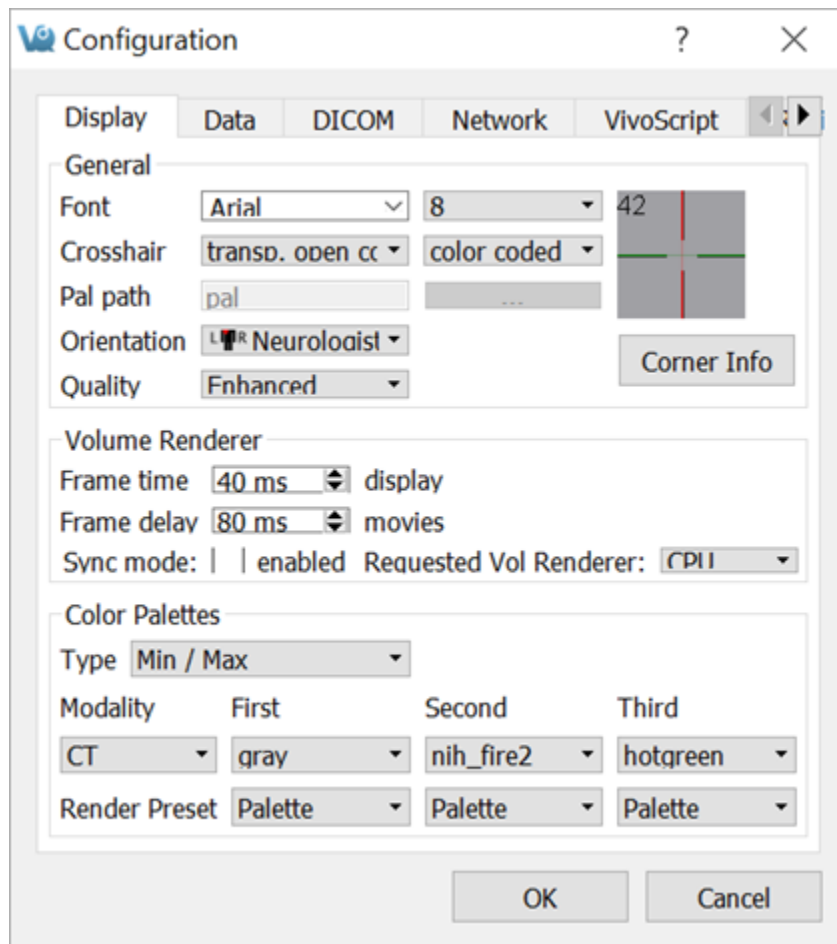 VQ Configuration ?
Display Data DICOM Network VivoScript
General
Font Arial 8 42
Crosshair transp. open cc color coded
Pal path pal ...
Orientation L R Neurologist
Corner Info
Quality Enhanced
Volume Renderer
Frame time 40 ms display
Frame delay 80 ms movies
Sync mode: enabled Requested Vol Renderer: CPU
Color Palettes
Type Min / Max
Modality First Second Third
CT gray nih_fire2 hotgreen
Render Preset Palette Palette Palette
OK Cancel